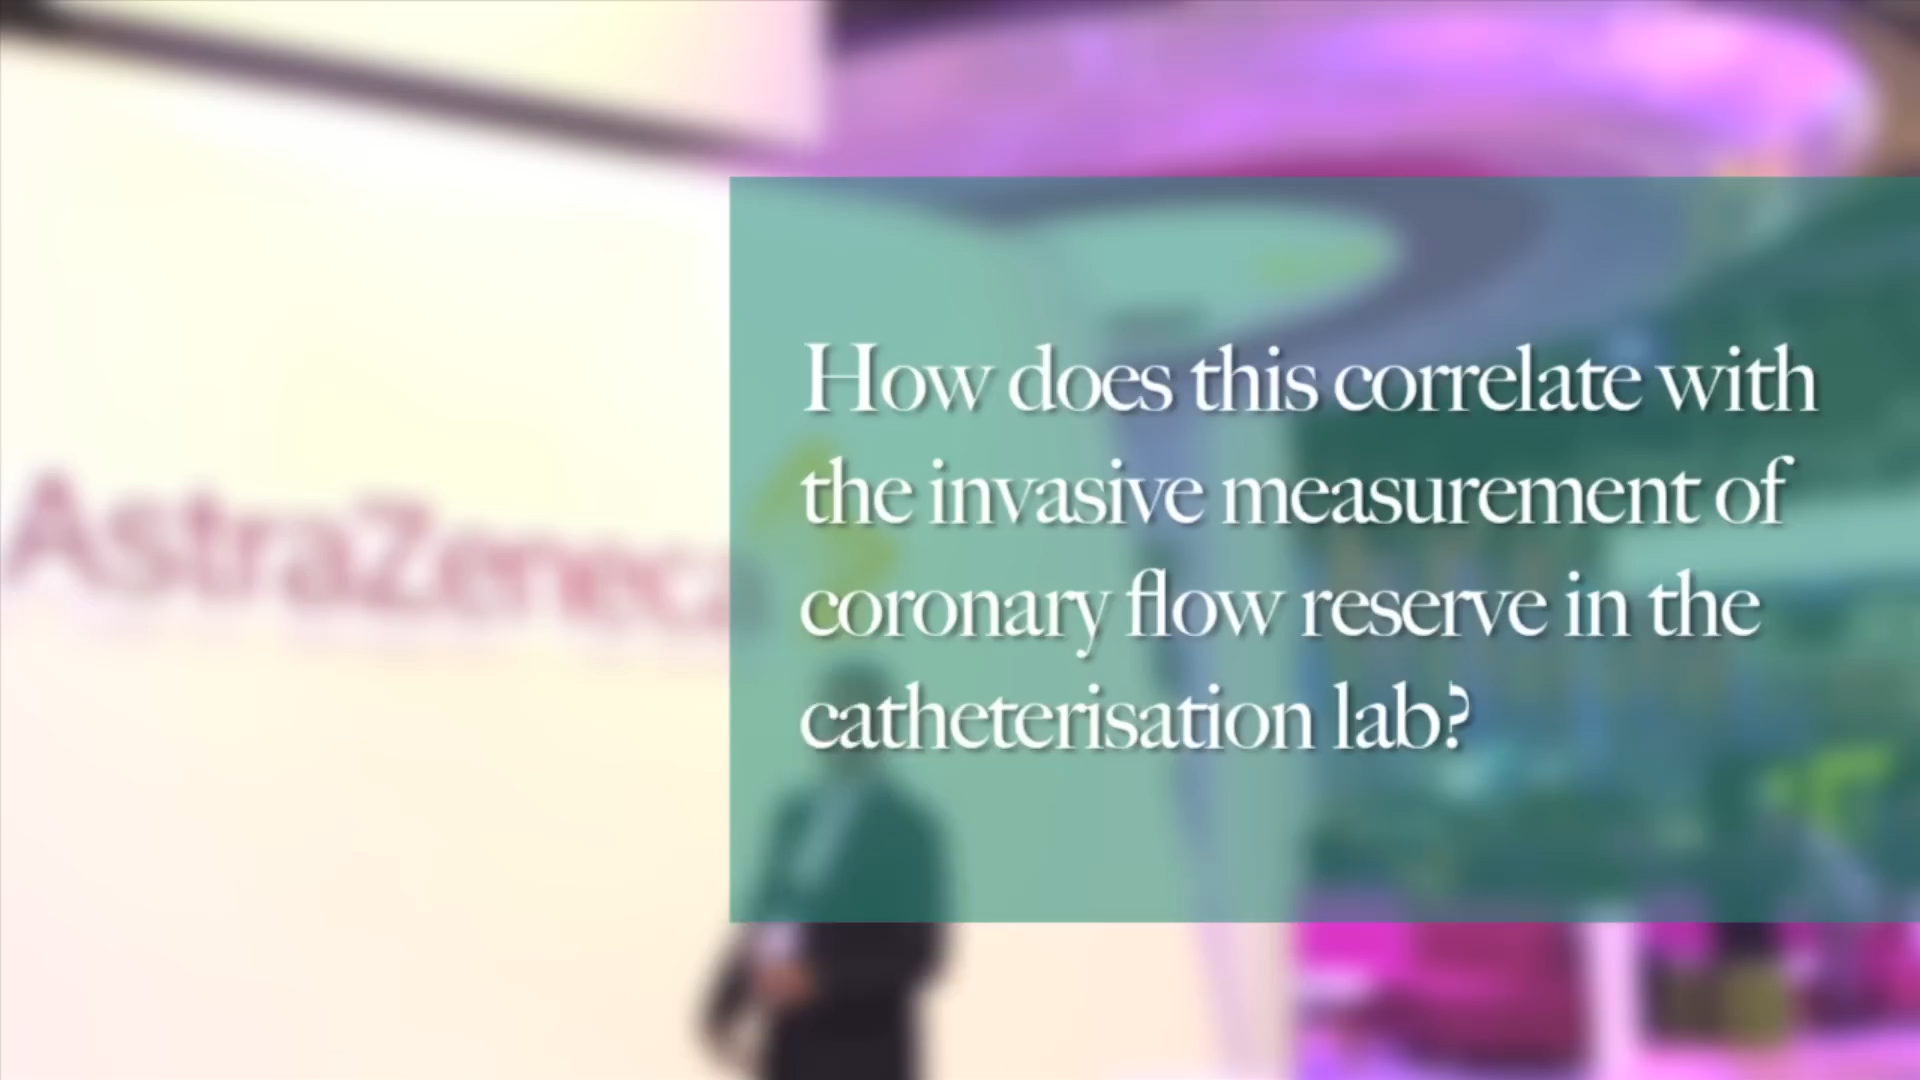 AstraZeneca
How does this correlate with
the invasive measurement of
coronary flow reserve in the
catheterisation lab?